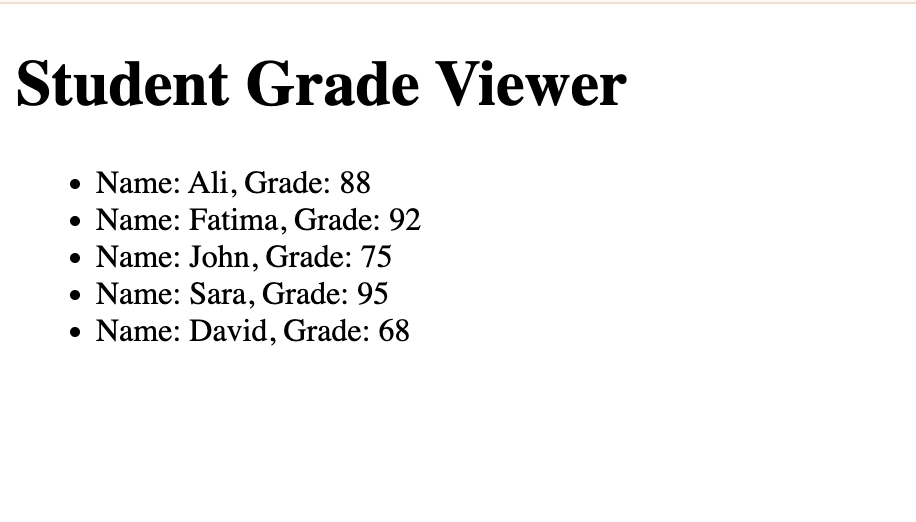 Student Grade Viewer
Name: Ali, Grade: 88
Name: Fatima, Grade: 92
Name: John, Grade: 75
Name: Sara, Grade: 95
Name: David, Grade: 68